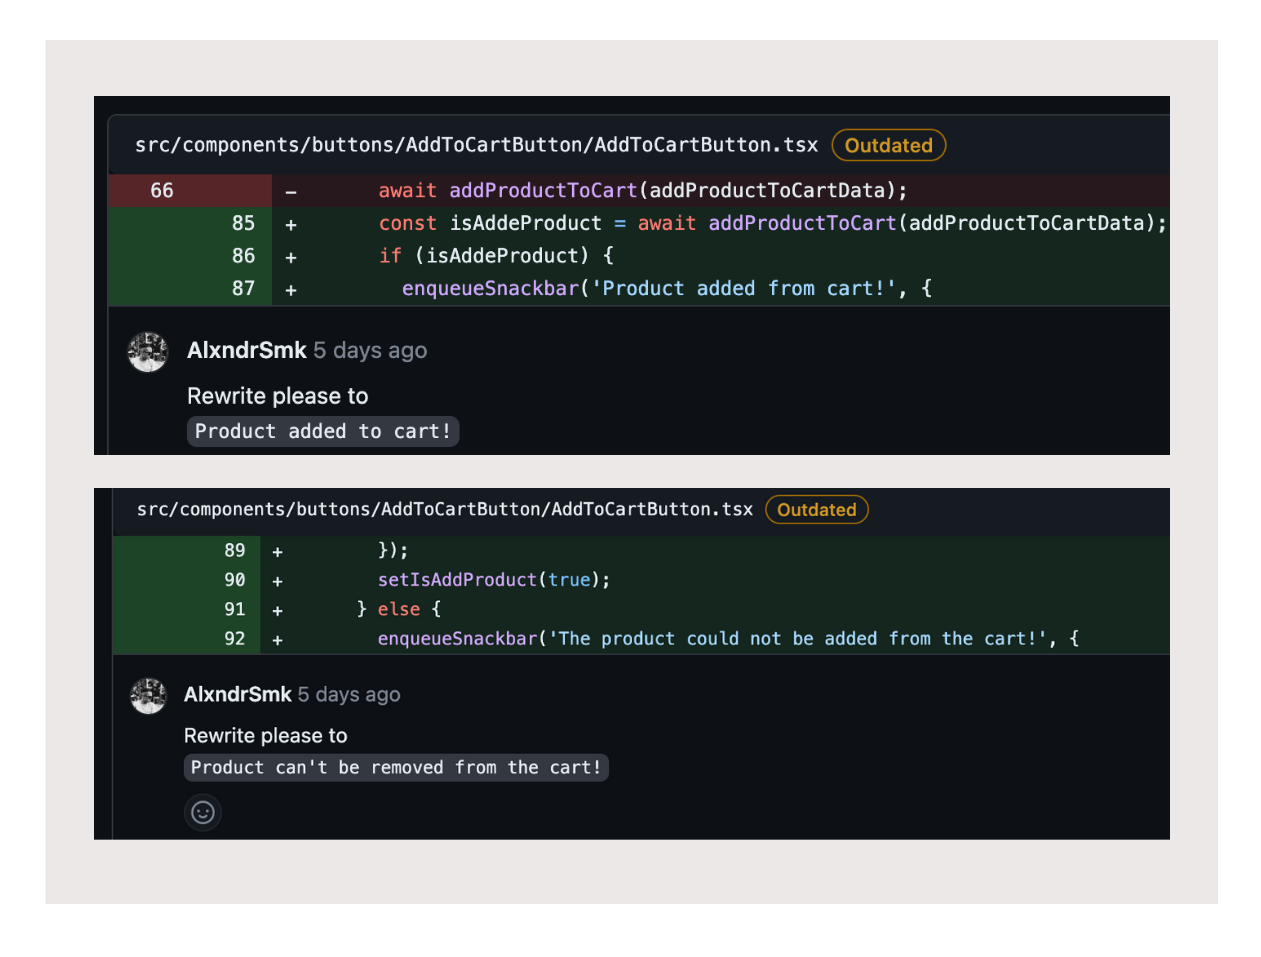 src/components/buttons/AddToCartButton/AddToCartButton.tsx Outdated
66 - await addProductToCart(addProductToCartData);
85 + const isAddeProduct = await addProductToCart(addProductToCartData);
86 + if (isAddeProduct) {
87 + enqueueSnackbar('Product added from cart!', {
AlxndrSmk 5 days ago
Rewrite please to
Product added to cart!
src/components/buttons/AddToCartButton/AddToCartButton.tsx Outdated
89 + });
90 + setIsAddProduct(true);
91 + } else {
92 + enqueueSnackbar('The product could not be added from the cart!', {
AlxndrSmk 5 days ago
Rewrite please to
Product can't be removed from the cart!